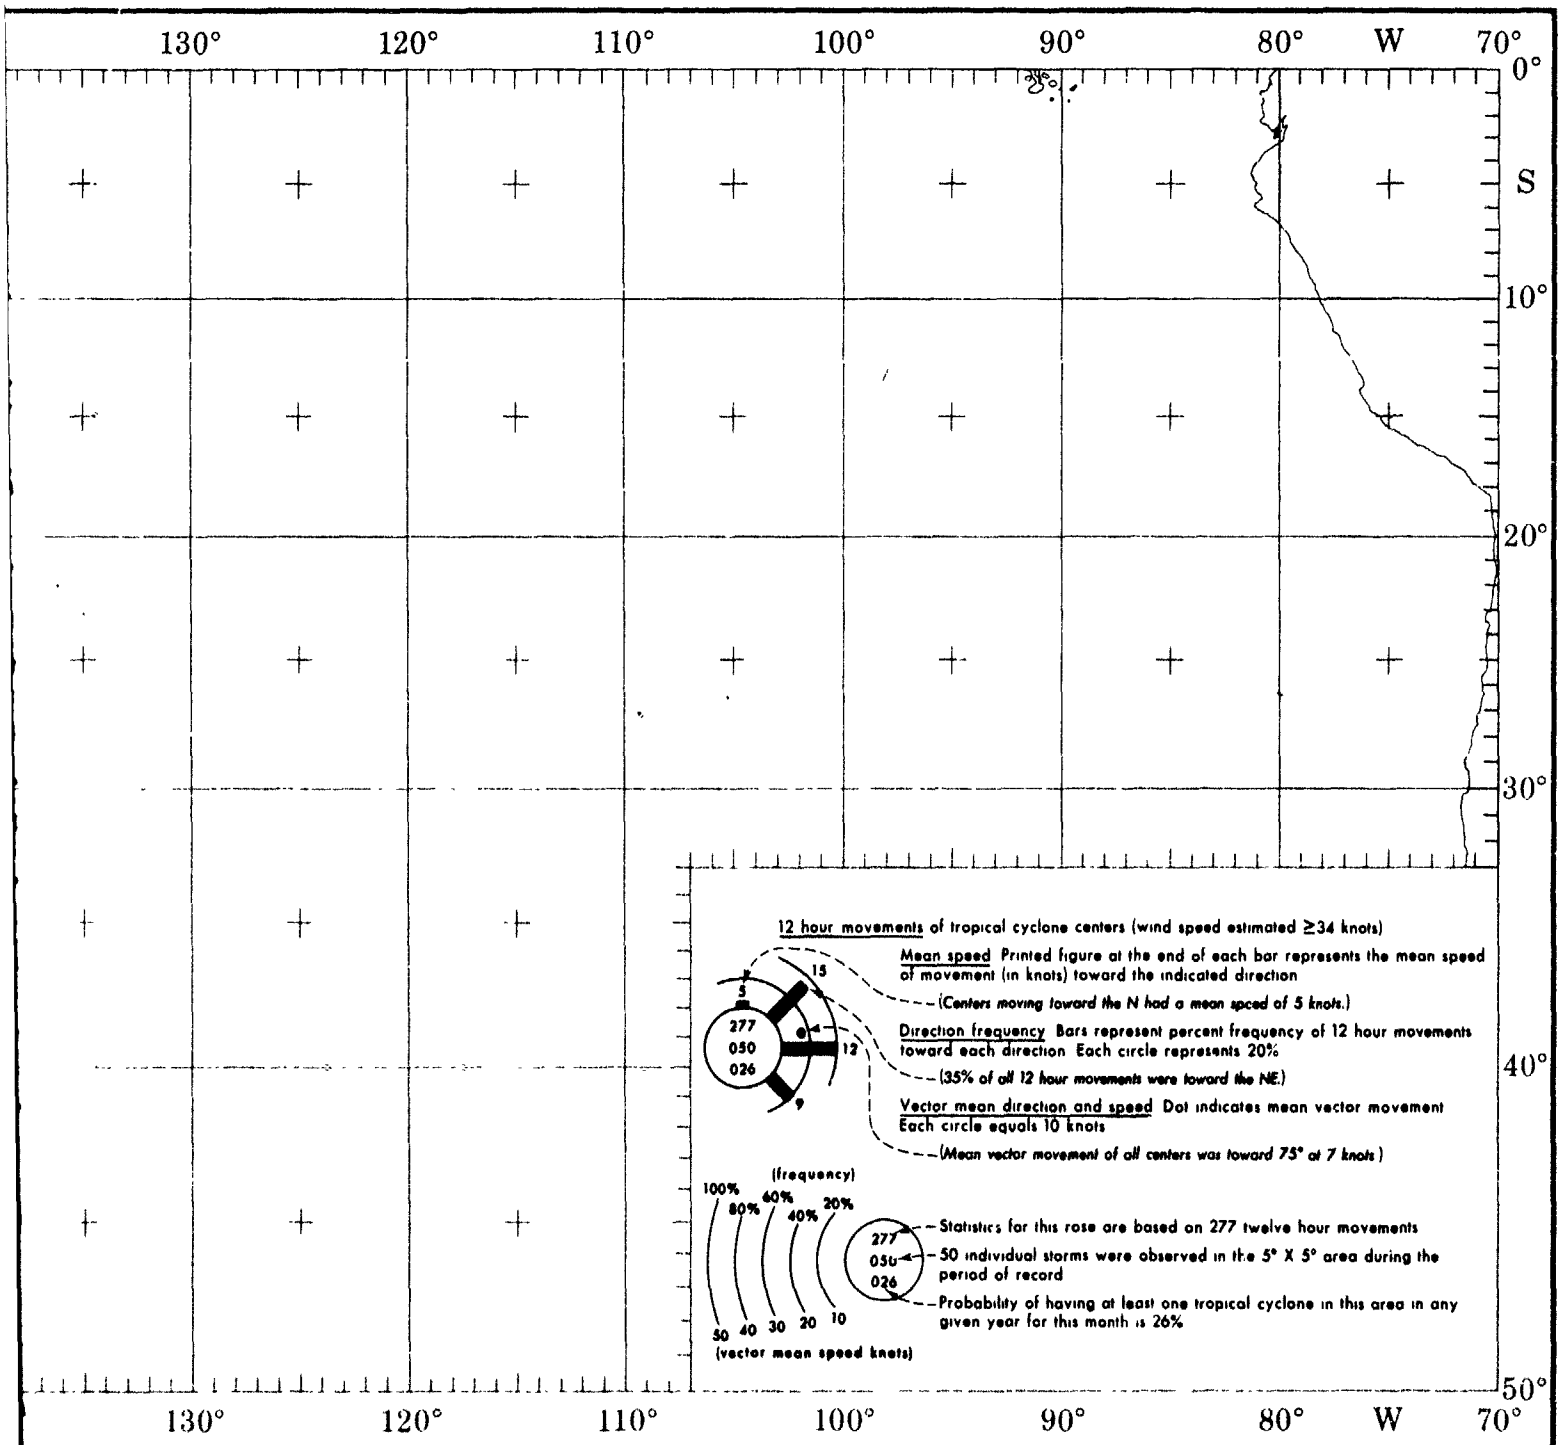 130° 120° 110° 100° 90° 80° W 70°
0°
S
10°
20°
30°
12 hour movements of tropical cyclone centers (wind speed estimated ≥34 knots)
Mean speed Printed figure at the end of each bar represents the mean speed
of movement (in knots) toward the indicated direction
(Centers moving toward the N had a mean speed of 5 knots.)
Direction frequency Bars represent percent frequency of 12 hour movements
toward each direction Each circle represents 20%
(35% of all 12 hour movements were toward the NE.)
Vector mean direction and speed Dot indicates mean vector movement
Each circle equals 10 knots
(Mean vector movement of all centers was toward 75° at 7 knots)
15
5
277
050
026
12
9
40°
(frequency)
100% 80% 60% 40% 20%
50 40 30 20 10
(vector mean speed knots)
277
050
026
Statistics for this rose are based on 277 twelve hour movements
50 individual storms were observed in the 5° X 5° area during the
period of record
Probability of having at least one tropical cyclone in this area in any
given year for this month is 26%
50°
130° 120° 110° 100° 90° 80° W 70°